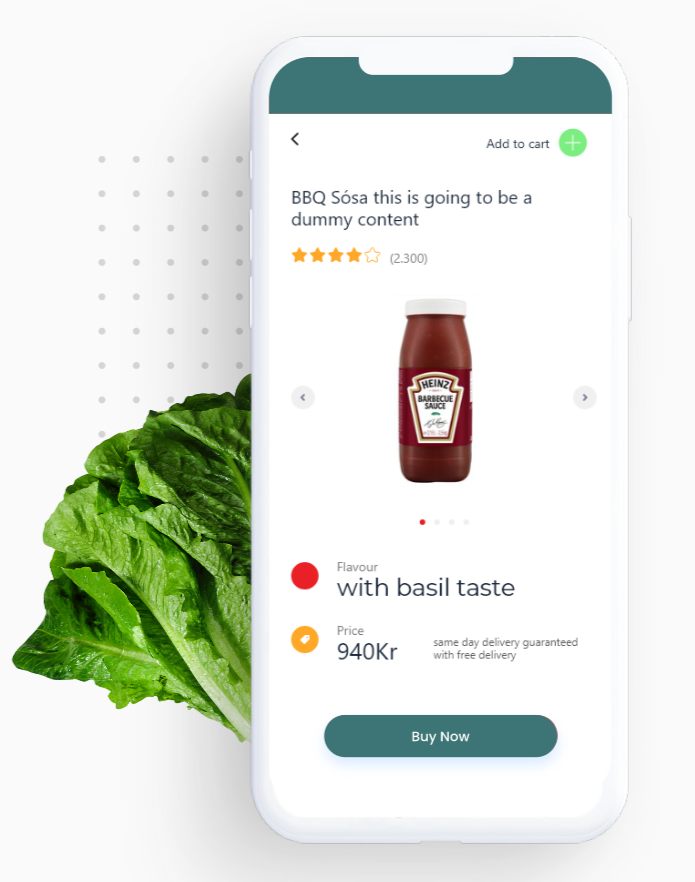 Add to cart
BBQ Sósa this is going to be a
dummy content
(2.300)
HEINZ
BARBECUE
SAUCE
Flavour
with basil taste
Price
940Kr
same day delivery guaranteed
with free delivery
Buy Now